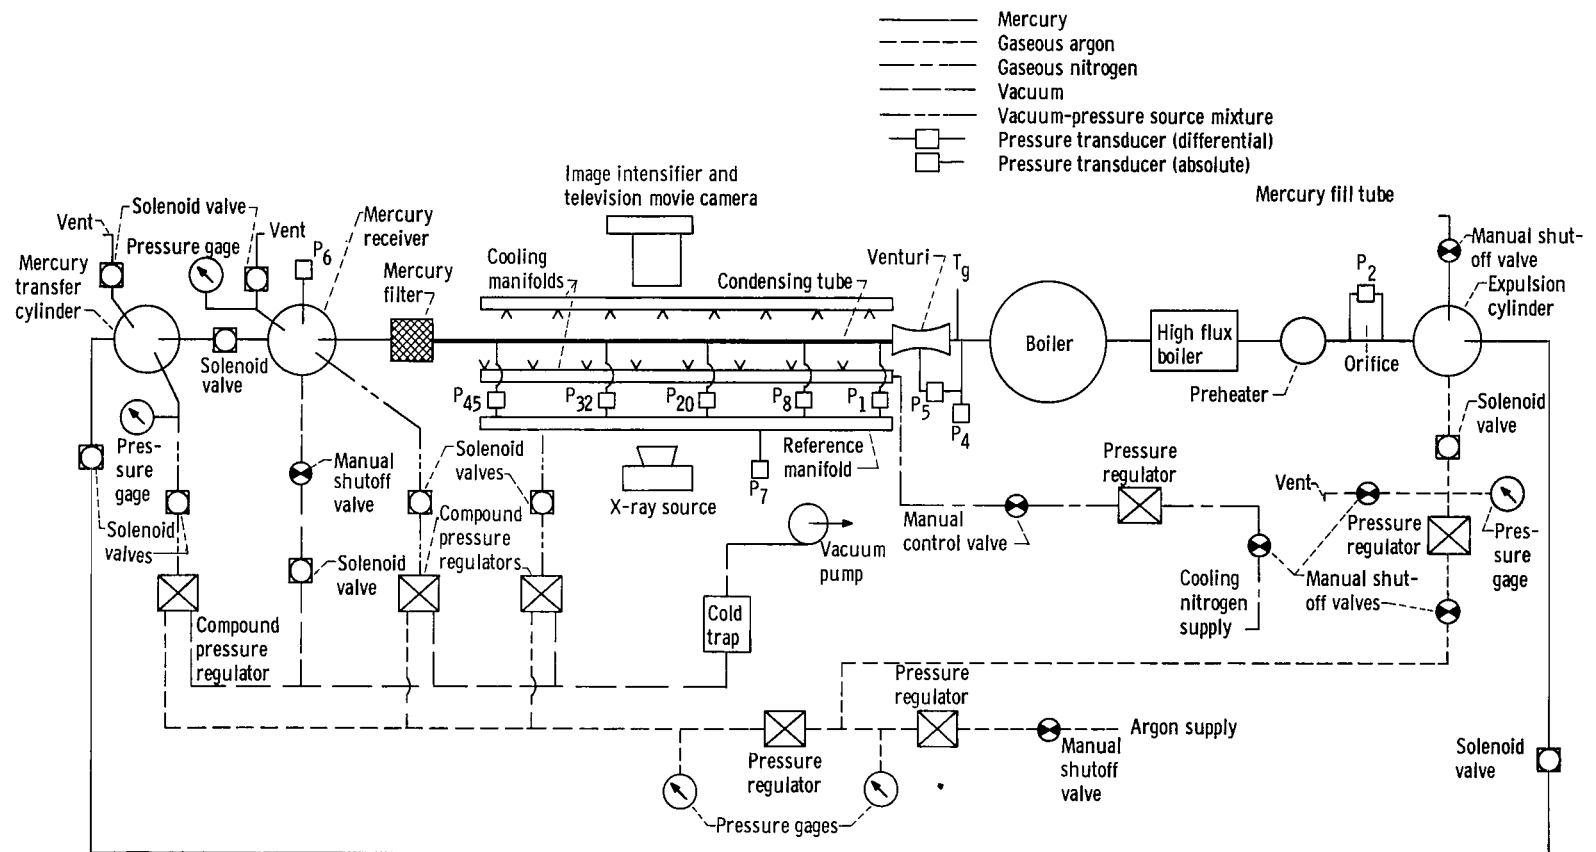 Mercury
Gaseous argon
Gaseous nitrogen
Vacuum
Vacuum-pressure source mixture
Pressure transducer (differential)
Pressure transducer (absolute)
Image intensifier and
television movie camera
Mercury fill tube
Vent
Solenoid valve
Pressure gage
Vent
P6
Mercury
receiver
Mercury
transfer
cylinder
Mercury
filter
Cooling
manifolds
Condensing tube
Venturi
Tg
P2
Manual shut-
off valve
Expulsion
cylinder
Solenoid
valve
Boiler
High flux
boiler
Preheater
Orifice
P45
P32
P20
P8
P1
P5
P4
Solenoid
valve
Pres-
sure
gage
Manual
shutoff
valve
Solenoid
valves
Reference
manifold
P7
X-ray source
Pressure
regulator
Vent
Solenoid
valves
Solenoid
valve
Compound
pressure
regulators
Vacuum
pump
Manual
control valve
Cooling
nitrogen
supply
Manual shut-
off valves
Pressure
regulator
Pres-
sure
gage
Compound
pressure
regulator
Cold
trap
Pressure
regulator
Argon supply
Pressure
regulator
Manual
shutoff
valve
Solenoid
valve
Pressure gages